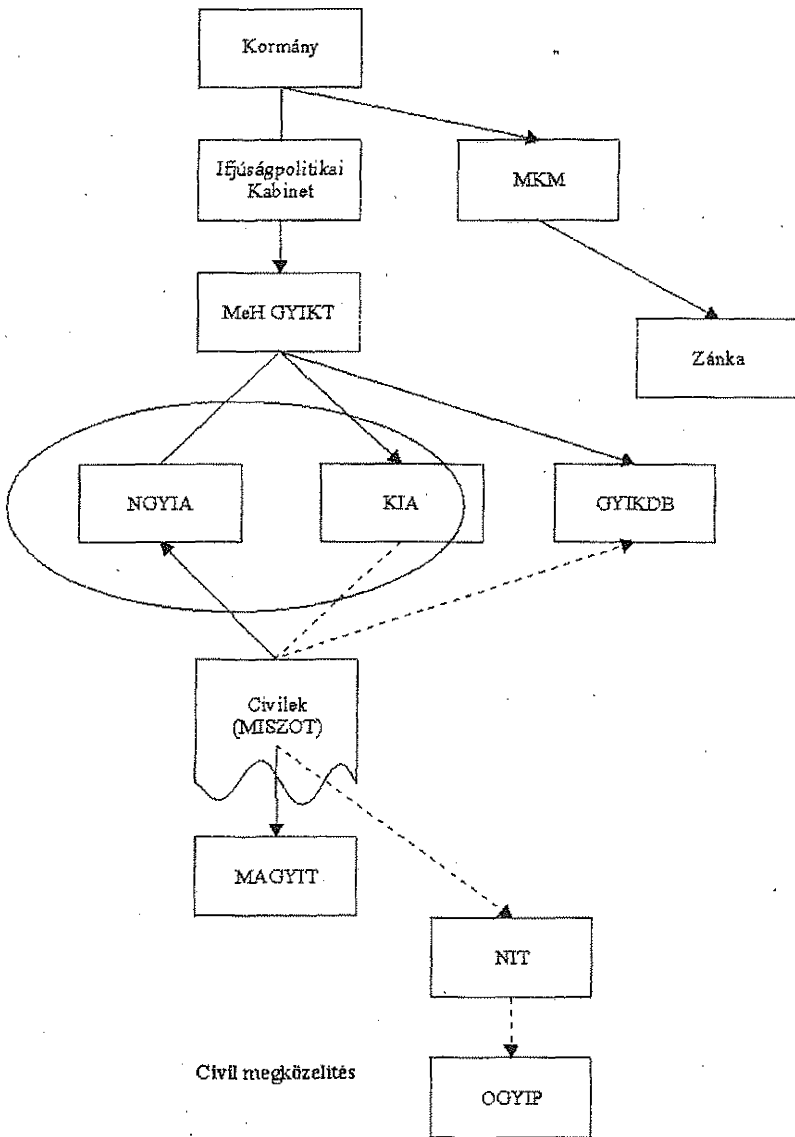 Kormány
Ifjúságpolitikai
Kabinet
MKM
MeH GYIKT
Zánka
NGYIA
KIA
GYIKDB
Civilek
(MISZOT)
MAGYIT
NIT
Civil megközelítés
OGYIP